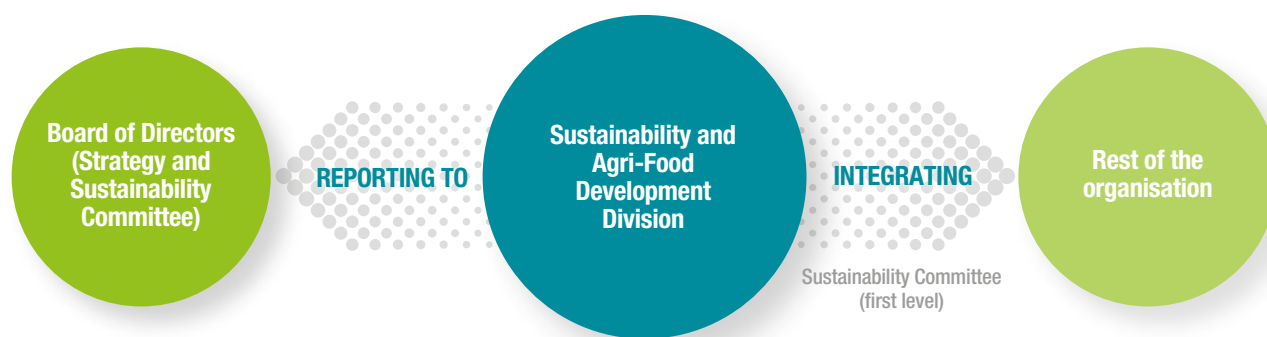 Board of Directors
(Strategy and
Sustainability
Committee)
REPORTING TO
Sustainability and
Agri-Food
Development
Division
INTEGRATING
Sustainability Committee
(first level)
Rest of the
organisation